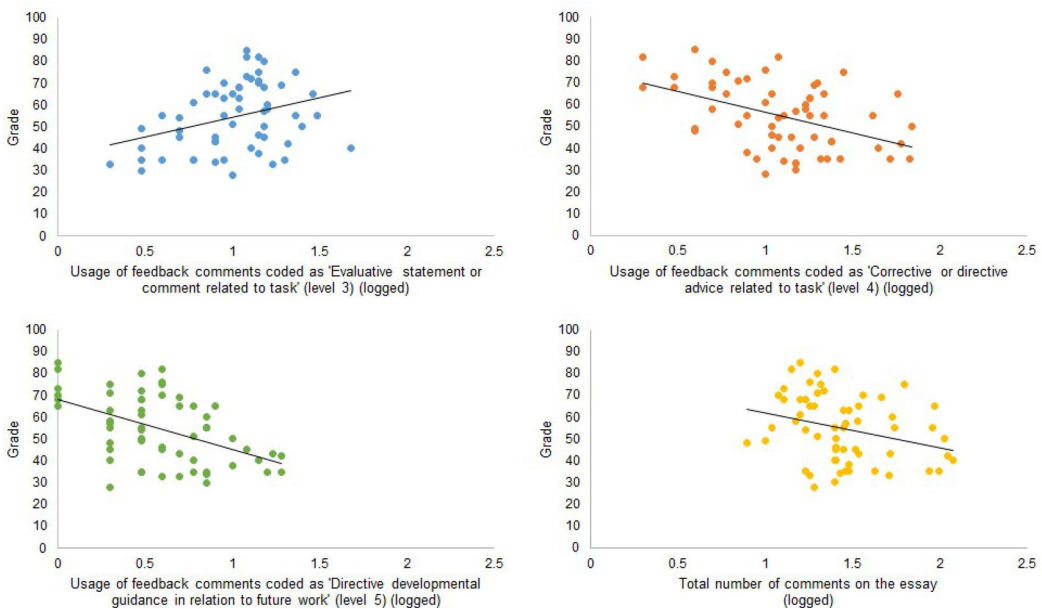 100
90
80
70
60
50
40
30
20
10
0
Grade
0 0.5 1 1.5 2 2.5
Usage of feedback comments coded as 'Evaluative statement or
comment related to task' (level 3) (logged)
100
90
80
70
60
50
40
30
20
10
0
Grade
0 0.5 1 1.5 2 2.5
Usage of feedback comments coded as 'Corrective or directive
advice related to task' (level 4) (logged)
100
90
80
70
60
50
40
30
20
10
0
Grade
0 0.5 1 1.5 2 2.5
Usage of feedback comments coded as 'Directive developmental
guidance in relation to future work' (level 5) (logged)
100
90
80
70
60
50
40
30
20
10
0
Grade
0 0.5 1 1.5 2 2.5
Total number of comments on the essay
(logged)